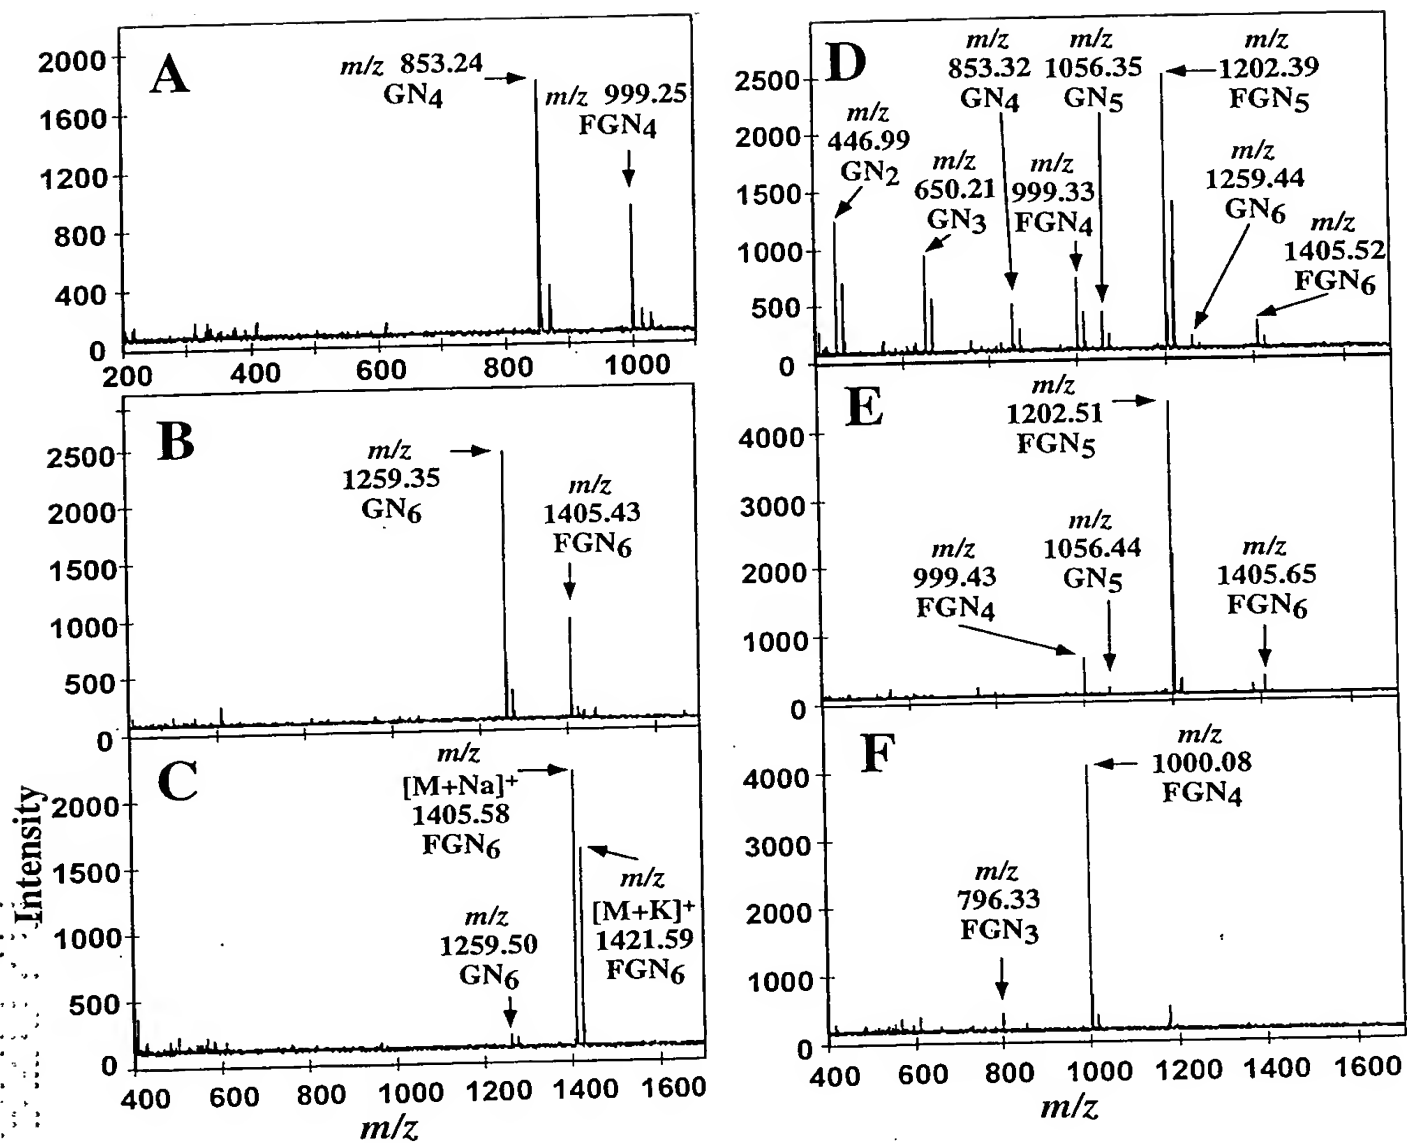 A
2000
1600
1200
800
400
0
200 400 600 800 1000
m/z 853.24
GN4
m/z 999.25
FGN4
B
2500
2000
1500
1000
500
0
m/z
1259.35
GN6
m/z
1405.43
FGN6
C
2000
1500
1000
500
0
m/z
[M+Na]+
1405.58
FGN6
m/z
1259.50
GN6
m/z
[M+K]+
1421.59
FGN6
400 600 800 1000 1200 1400 1600
m/z
Intensity
D
2500
2000
1500
1000
500
0
m/z
446.99
GN2
m/z
650.21
GN3
m/z
853.32
GN4
m/z
999.33
FGN4
m/z
1056.35
GN5
m/z
1202.39
FGN5
m/z
1259.44
GN6
m/z
1405.52
FGN6
E
4000
3000
2000
1000
0
m/z
1202.51
FGN5
m/z
999.43
FGN4
m/z
1056.44
GN5
m/z
1405.65
FGN6
F
4000
3000
2000
1000
0
m/z
1000.08
FGN4
m/z
796.33
FGN3
400 600 800 1000 1200 1400 1600
m/z